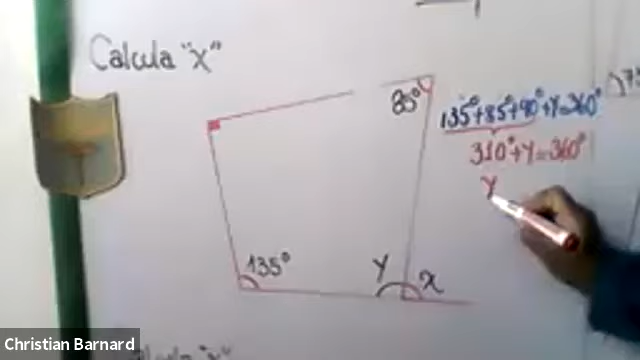 Calcula "x"
85°
135°+85°+90°+Y=360°
310°+Y=360°
Y
135°
Y
x
Christian Barnard